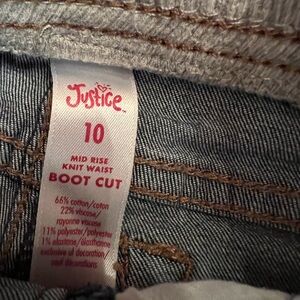 Justice
10
MID RISE
KNIT WAIST
BOOT CUT
66% cotton/coton
22% viscose/
rayonne viscose
11% polyester/polyester
1% elastane/élasthanne
exclusive of decoration/
sauf décorations